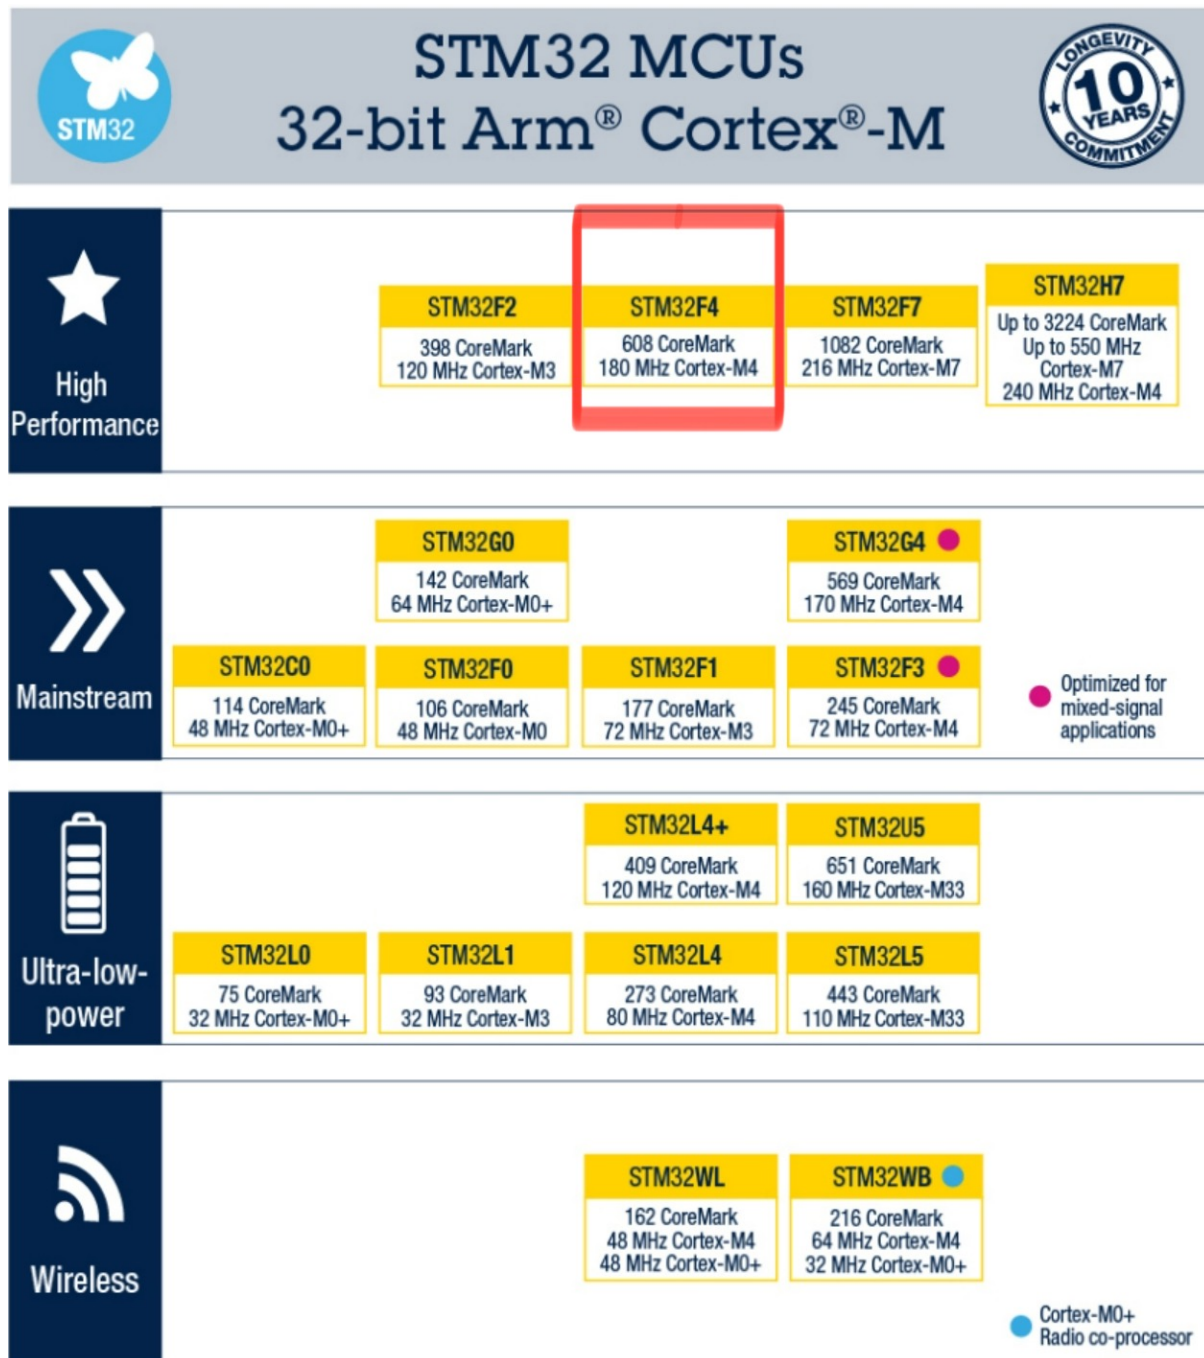 STM32
STM32 MCUs
32-bit Arm® Cortex®-M
LONGEVITY
10
YEARS
COMMITMENT
High
Performance
STM32F2
398 CoreMark
120 MHz Cortex-M3
STM32F4
608 CoreMark
180 MHz Cortex-M4
STM32F7
1082 CoreMark
216 MHz Cortex-M7
STM32H7
Up to 3224 CoreMark
Up to 550 MHz
Cortex-M7
240 MHz Cortex-M4
Mainstream
STM32G0
142 CoreMark
64 MHz Cortex-M0+
STM32G4
569 CoreMark
170 MHz Cortex-M4
STM32C0
114 CoreMark
48 MHz Cortex-M0+
STM32F0
106 CoreMark
48 MHz Cortex-M0
STM32F1
177 CoreMark
72 MHz Cortex-M3
STM32F3
245 CoreMark
72 MHz Cortex-M4
Optimized for
mixed-signal
applications
Ultra-low-
power
STM32L4+
409 CoreMark
120 MHz Cortex-M4
STM32U5
651 CoreMark
160 MHz Cortex-M33
STM32L0
75 CoreMark
32 MHz Cortex-M0+
STM32L1
93 CoreMark
32 MHz Cortex-M3
STM32L4
273 CoreMark
80 MHz Cortex-M4
STM32L5
443 CoreMark
110 MHz Cortex-M33
Wireless
STM32WL
162 CoreMark
48 MHz Cortex-M4
48 MHz Cortex-M0+
STM32WB
216 CoreMark
64 MHz Cortex-M4
32 MHz Cortex-M0+
Cortex-M0+
Radio co-processor